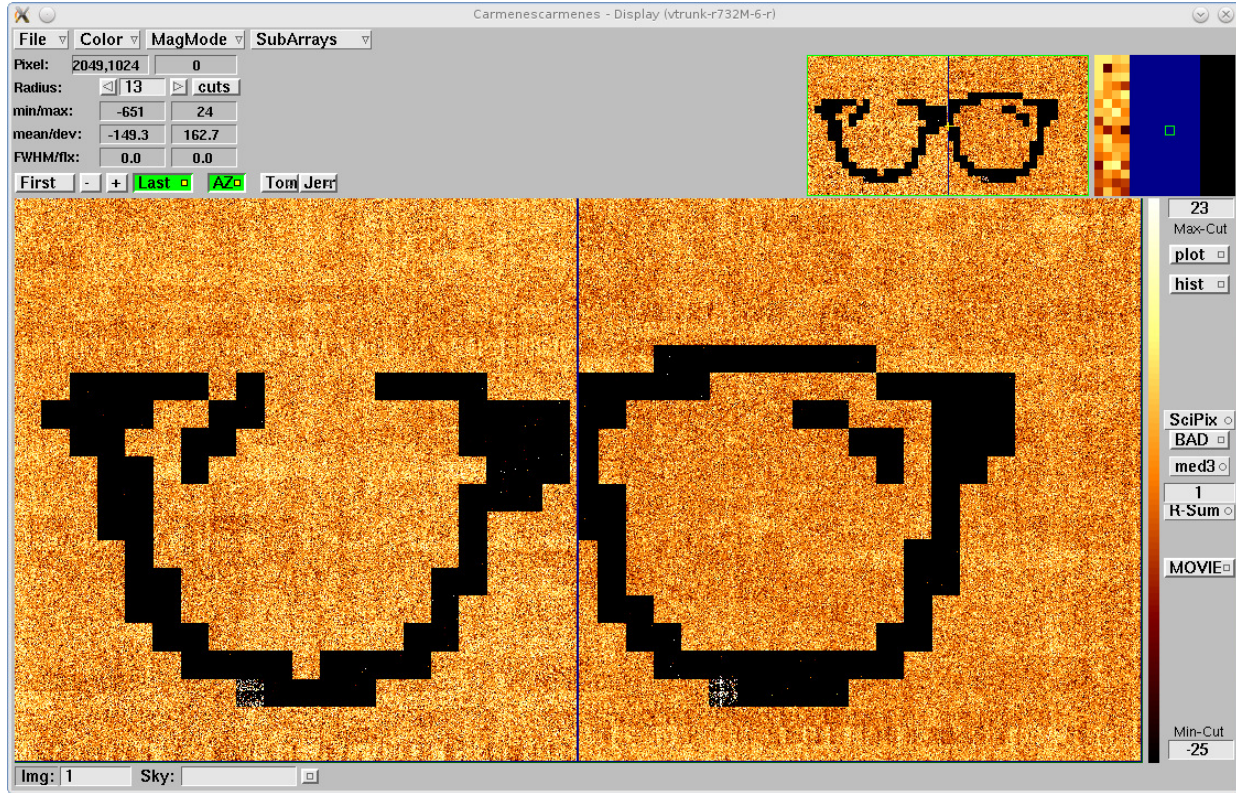 Carmenescarmenes - Display (vtrunk-r732M-6-r)
File Color MagMode SubArrays
Pixel: 2049,1024 0
Radius: 13 cuts
min/max: -651 24
mean/dev: -149.3 162.7
FWHM/flx: 0.0 0.0
First - + Last AZ Tom Jerr
23
Max-Cut
plot
hist
SciPix
BAD
med3
1
R-Sum
MOVIE
Min-Cut
-25
Img: 1 Sky: